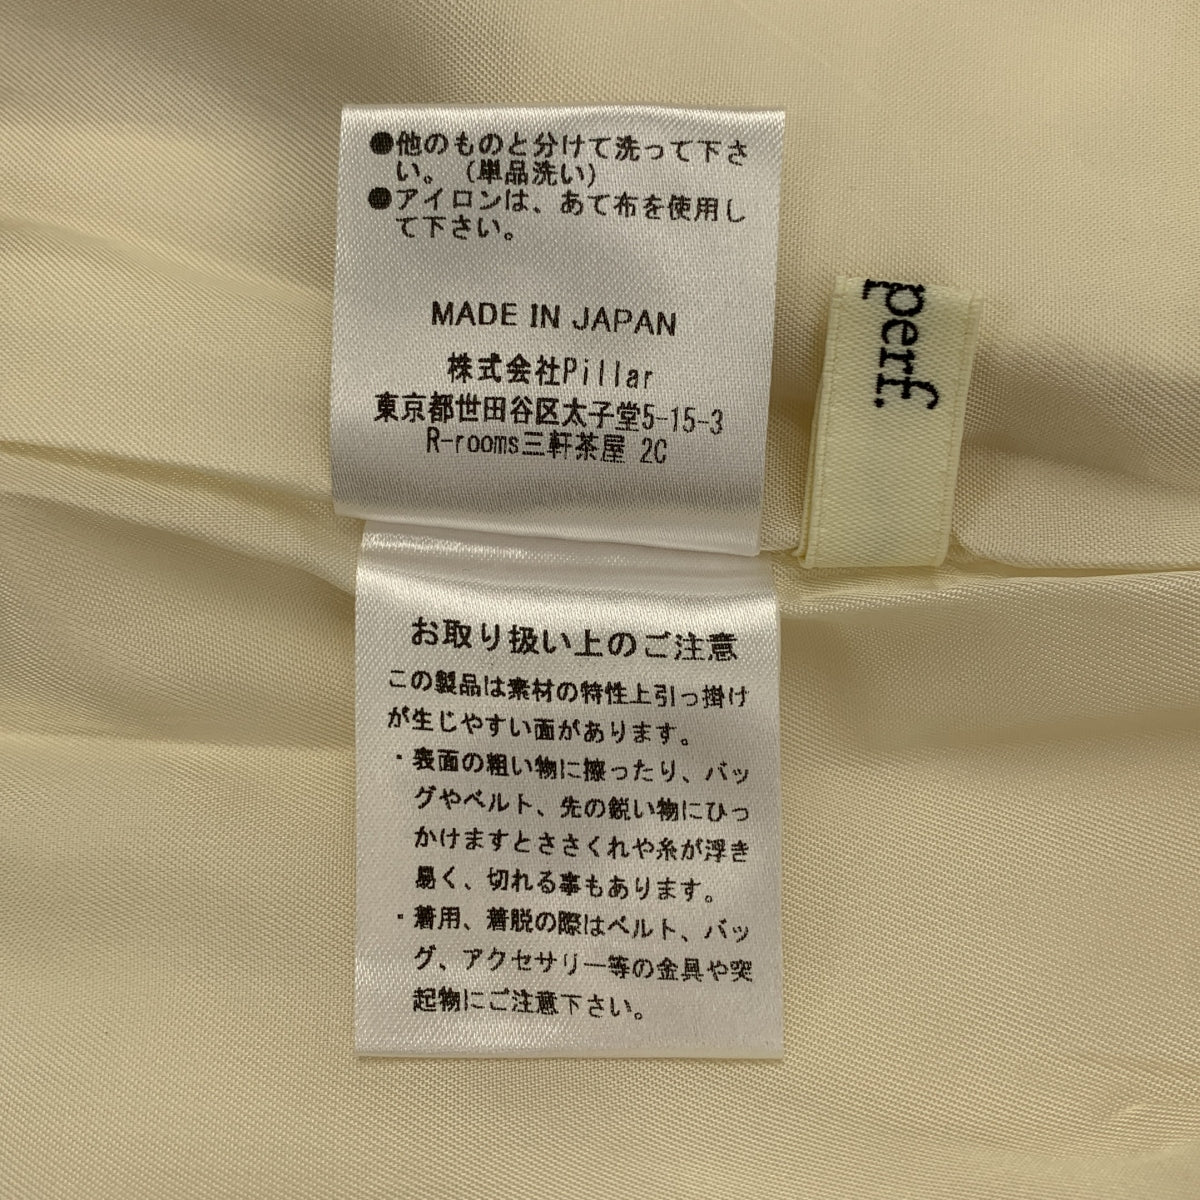 ●他のものと分けて洗って下さ
い。(単品洗い)
●アイロンは、あて布を使用し
て下さい。
MADE IN JAPAN
株式会社Pillar
東京都世田谷区太子堂5-15-3
R-rooms三軒茶屋 2C
perf.
お取り扱い上のご注意
この製品は素材の特性上引っ掛け
が生じやすい面があります。
・表面の粗い物に擦ったり、バッ
グやベルト、先の鋭い物にひっ
かけますとささくれや糸が浮き
易く、切れる事もあります。
・着用、着脱の際はベルト、バッ
グ、アクセサリー等の金具や突
起物にご注意下さい。